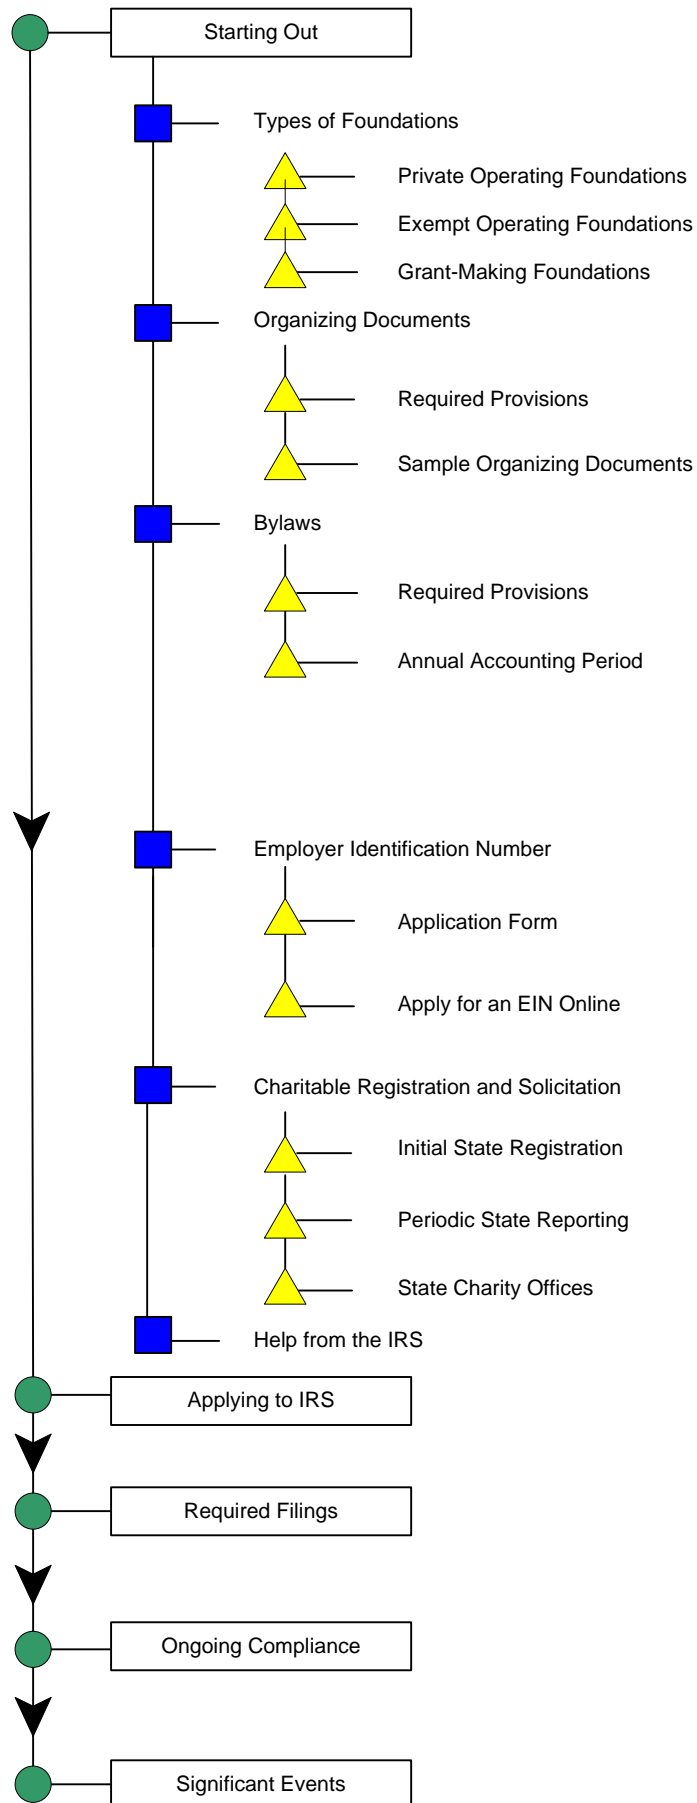 Starting Out
Types of Foundations
Private Operating Foundations
Exempt Operating Foundations
Grant-Making Foundations
Organizing Documents
Required Provisions
Sample Organizing Documents
Bylaws
Required Provisions
Annual Accounting Period
Employer Identification Number
Application Form
Apply for an EIN Online
Charitable Registration and Solicitation
Initial State Registration
Periodic State Reporting
State Charity Offices
Help from the IRS
Applying to IRS
Required Filings
Ongoing Compliance
Significant Events